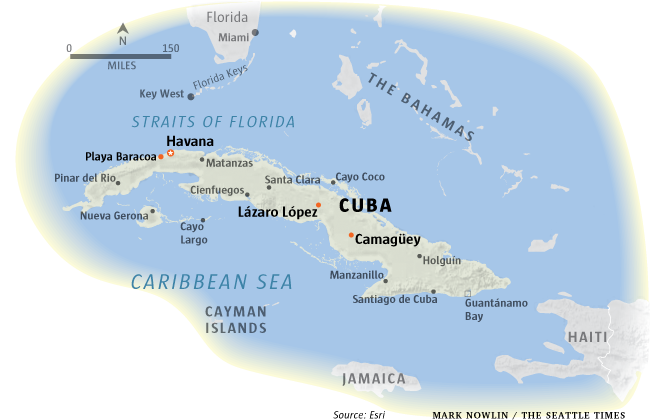 Florida
N
Miami
0 150
MILES
Florida Keys
Key West
THE BAHAMAS
STRAITS OF FLORIDA
Havana
Playa Baracoa
Matanzas
Pinar del Río
Santa Clara
Cayo Coco
Cienfuegos
Nueva Gerona
Lázaro López
CUBA
Cayo
Largo
Camagüey
Holguín
CARIBBEAN SEA
Manzanillo
Santiago de Cuba
Guantánamo
Bay
CAYMAN
ISLANDS
HAITI
JAMAICA
Source: Esri
MARK NOWLIN / THE SEATTLE TIMES